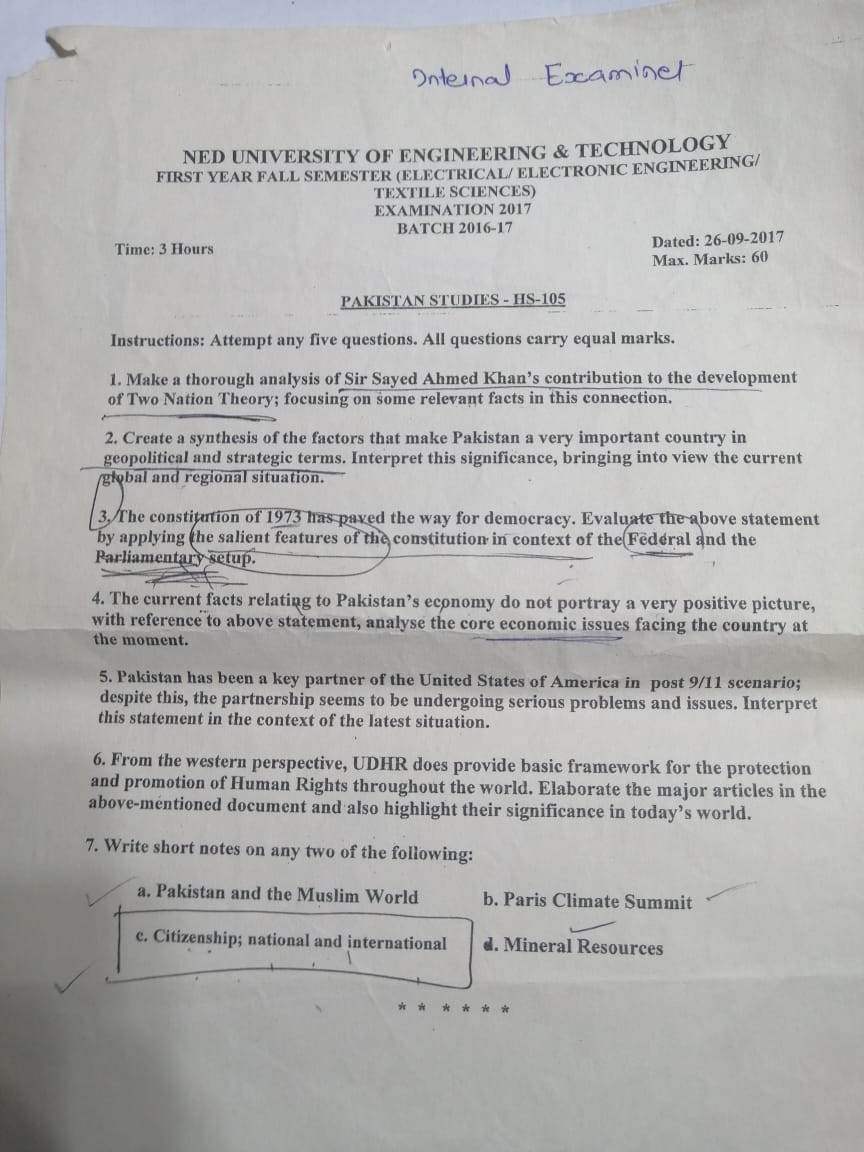 Internal Examiner
NED UNIVERSITY OF ENGINEERING & TECHNOLOGY
FIRST YEAR FALL SEMESTER (ELECTRICAL/ ELECTRONIC ENGINEERING/
TEXTILE SCIENCES)
EXAMINATION 2017
BATCH 2016-17
Time: 3 Hours
Dated: 26-09-2017
Max. Marks: 60
PAKISTAN STUDIES - HS-105
Instructions: Attempt any five questions. All questions carry equal marks.
1. Make a thorough analysis of Sir Sayed Ahmed Khan's contribution to the development
of Two Nation Theory; focusing on some relevant facts in this connection.
2. Create a synthesis of the factors that make Pakistan a very important country in
geopolitical and strategic terms. Interpret this significance, bringing into view the current
global and regional situation.
3. The constitution of 1973 has paved the way for democracy. Evaluate the above statement
by applying the salient features of the constitution in context of the Federal and the
Parliamentary setup.
4. The current facts relating to Pakistan's economy do not portray a very positive picture,
with reference to above statement, analyse the core economic issues facing the country at
the moment.
5. Pakistan has been a key partner of the United States of America in post 9/11 scenario;
despite this, the partnership seems to be undergoing serious problems and issues. Interpret
this statement in the context of the latest situation.
6. From the western perspective, UDHR does provide basic framework for the protection
and promotion of Human Rights throughout the world. Elaborate the major articles in the
above-mentioned document and also highlight their significance in today's world.
7. Write short notes on any two of the following:
a. Pakistan and the Muslim World b. Paris Climate Summit
c. Citizenship; national and international d. Mineral Resources
* * * * * *